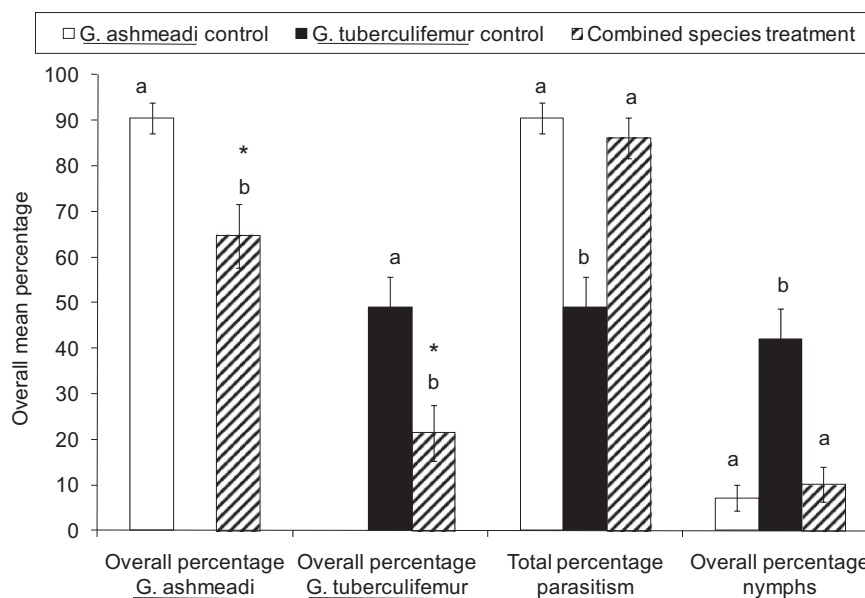 G. ashmeadi control G. tuberculifemur control Combined species treatment
100
90
80
70
60
50
40
30
20
10
0
Overall mean percentage
a
*
b
a
*
b
a
b
a
a
b
a
Overall percentage
G. ashmeadi
Overall percentage
G. tuberculifemur
Total percentage
parasitism
Overall percentage
nymphs